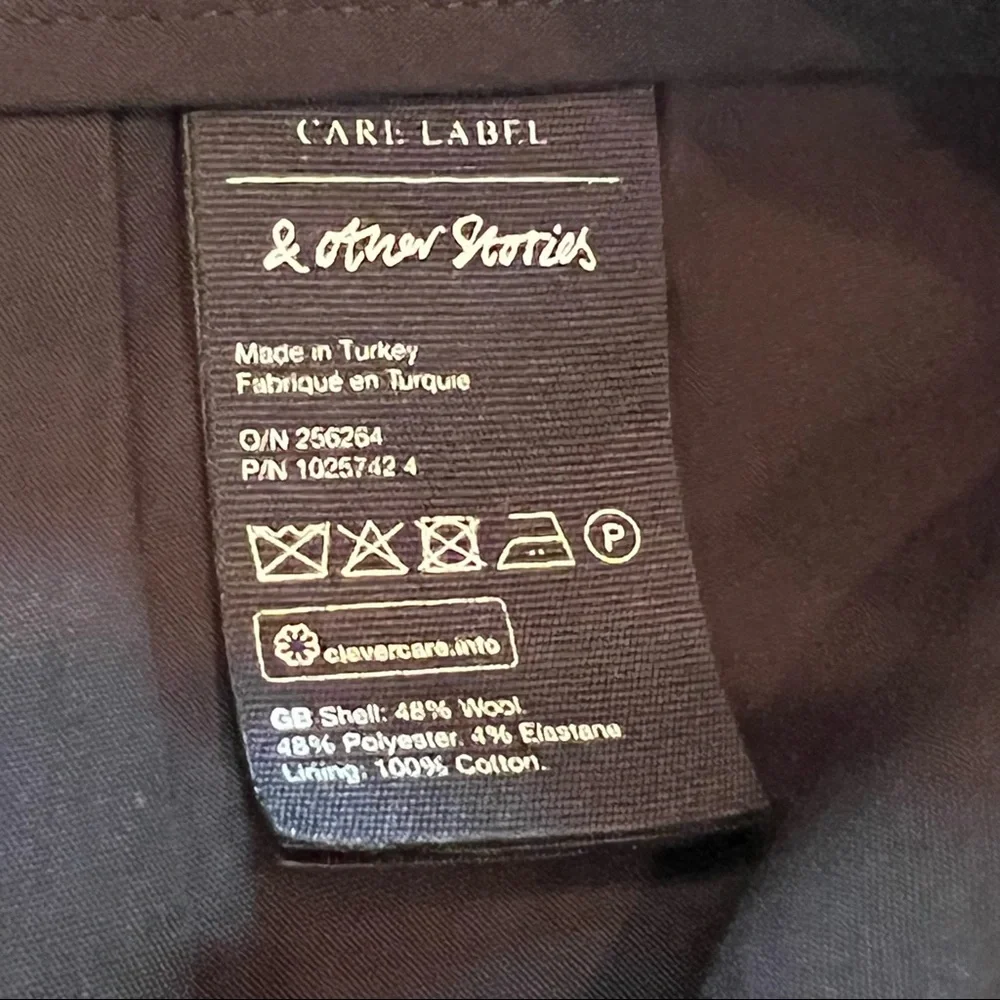 CARE LABEL
& other Stories
Made in Turkey
Fabriqué en Turquie
O/N 256264
P/N 1025742 4
P
clevercare.info
GB Shell: 48% Wool
48% Polyester. 4% Elastane
Lining: 100% Cotton.